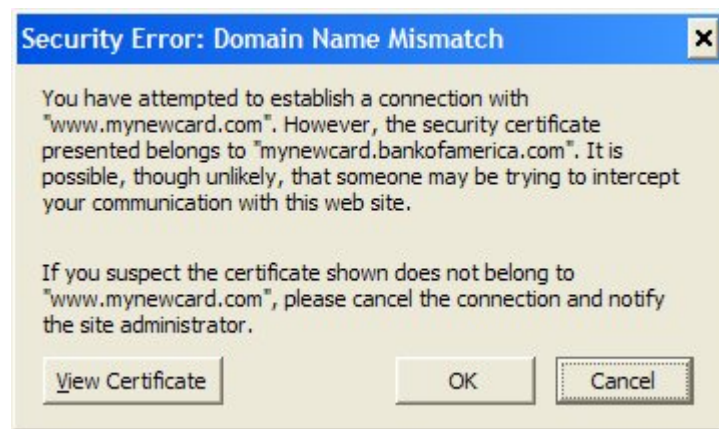 Security Error: Domain Name Mismatch
You have attempted to establish a connection with
"www.mynewcard.com". However, the security certificate
presented belongs to "mynewcard.bankofamerica.com". It is
possible, though unlikely, that someone may be trying to intercept
your communication with this web site.
If you suspect the certificate shown does not belong to
"www.mynewcard.com", please cancel the connection and notify
the site administrator.
View Certificate OK Cancel